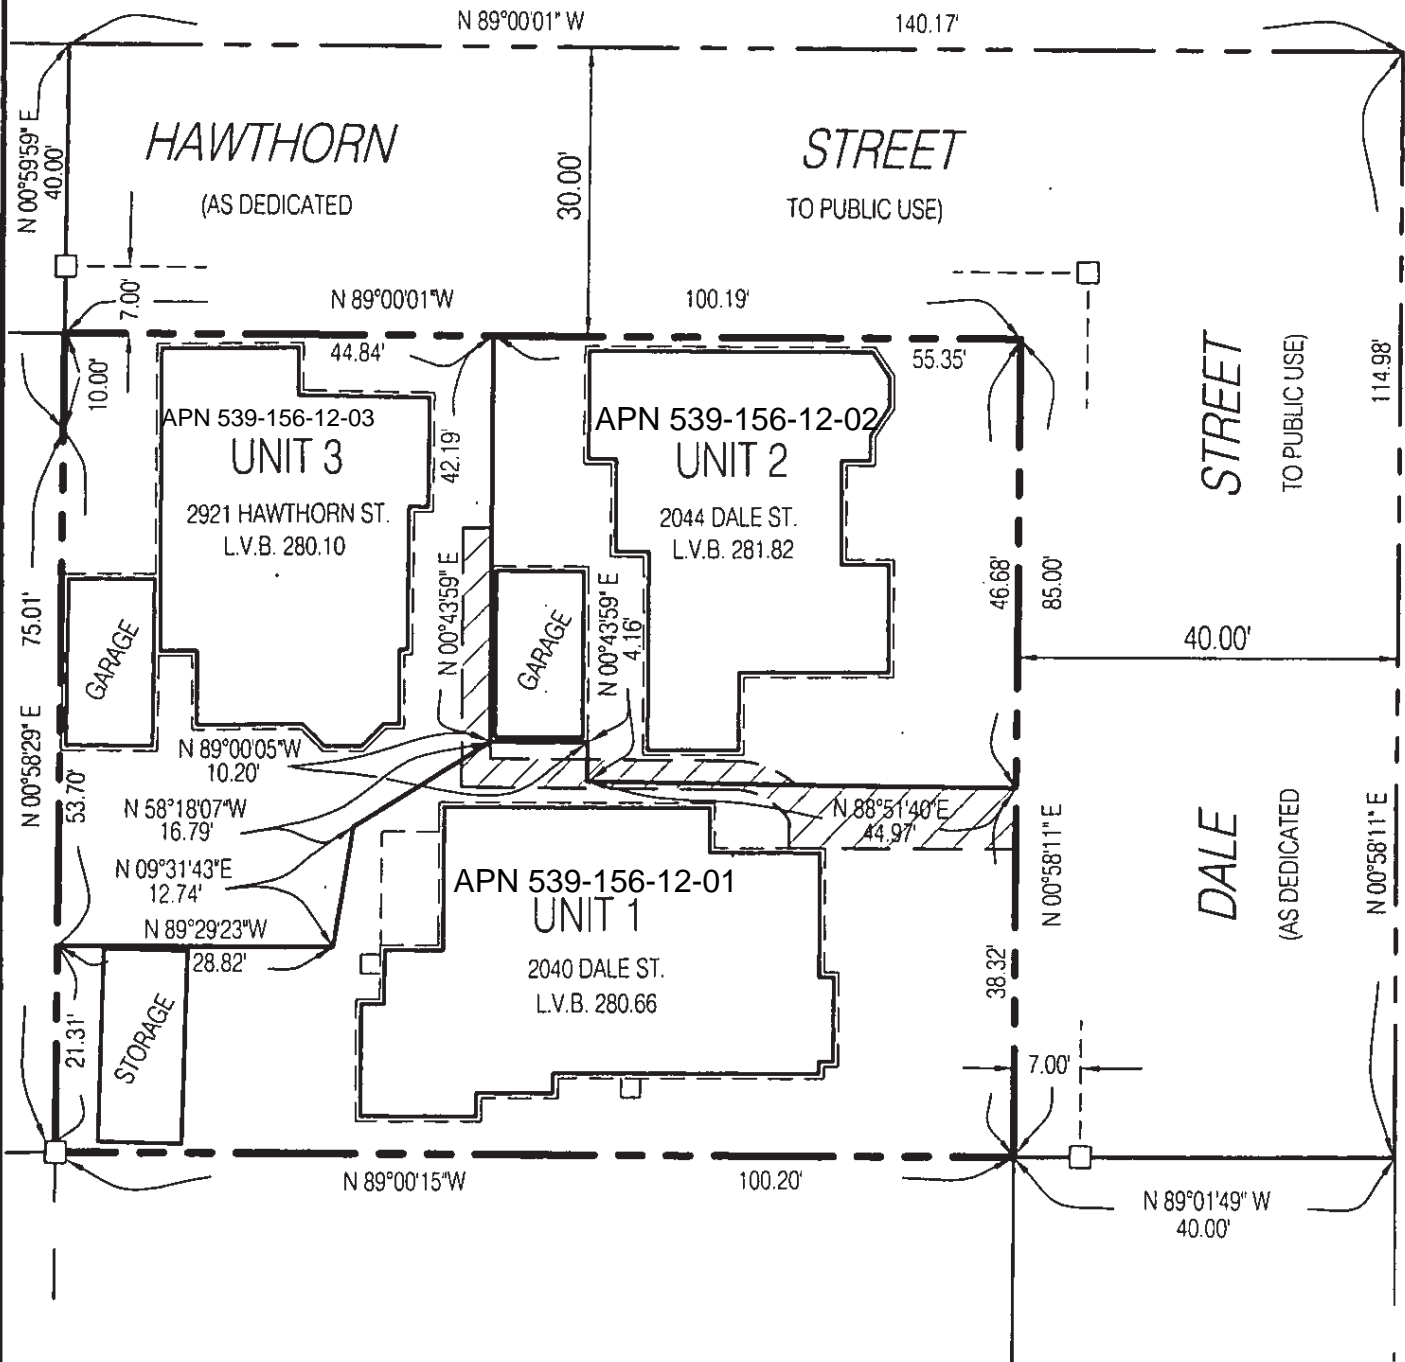 N 89°00'01" W
140.17'
N 00°59'59" E
40.00'
HAWTHORN
(AS DEDICATED
STREET
TO PUBLIC USE)
30.00'
7.00'
N 89°00'01"W
100.19'
44.84'
55.35'
10.00'
42.19'
APN 539-156-12-03
UNIT 3
2921 HAWTHORN ST.
L.V.B. 280.10
APN 539-156-12-02
UNIT 2
2044 DALE ST.
L.V.B. 281.82
STREET
TO PUBLIC USE)
114.98'
75.01'
N 00°58'29" E
GARAGE
N 00°43'59" E
GARAGE
N 00°43'59" E
4.16'
46.68'
85.00'
40.00'
N 89°00'05"W
10.20'
53.70'
N 58°18'07"W
16.79'
N 09°31'43"E
12.74'
N 88°51'40"E
44.97'
N 89°29'23"W
28.82'
APN 539-156-12-01
UNIT 1
2040 DALE ST.
L.V.B. 280.66
N 00°58'11" E
DALE
(AS DEDICATED
N 00°58'11" E
38.32'
21.31'
STORAGE
7.00'
N 89°00'15"W
100.20'
N 89°01'49" W
40.00'